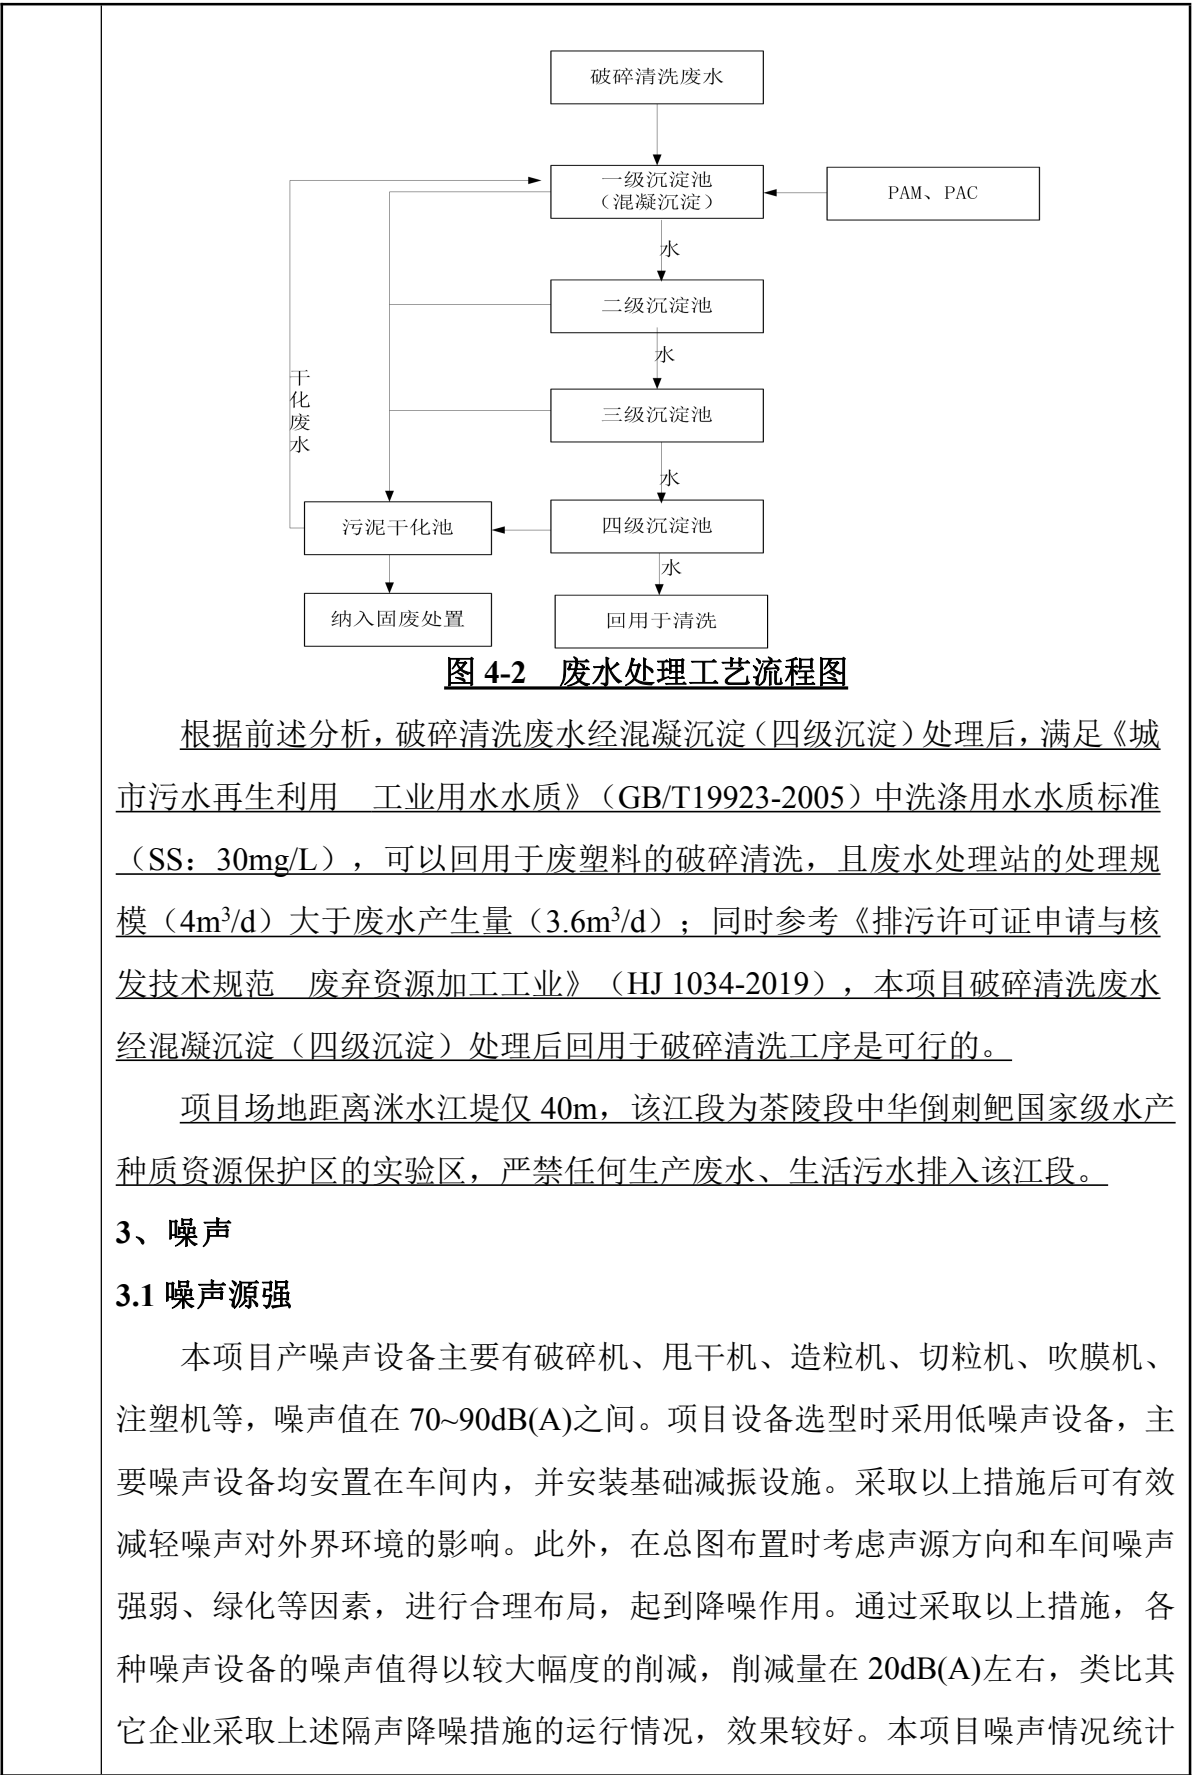 破碎清洗废水
一级沉淀池
（混凝沉淀）
PAM、PAC
水
二级沉淀池
水
干化废水
三级沉淀池
水
污泥干化池
四级沉淀池
水
纳入固废处置
回用于清洗
图 4-2　废水处理工艺流程图
根据前述分析，破碎清洗废水经混凝沉淀（四级沉淀）处理后，满足《城
市污水再生利用　工业用水水质》（GB/T19923-2005）中洗涤用水水质标准
（SS：30mg/L），可以回用于废塑料的破碎清洗，且废水处理站的处理规
模（4m³/d）大于废水产生量（3.6m³/d）；同时参考《排污许可证申请与核
发技术规范　废弃资源加工工业》（HJ 1034-2019），本项目破碎清洗废水
经混凝沉淀（四级沉淀）处理后回用于破碎清洗工序是可行的。
项目场地距离洣水江堤仅 40m，该江段为茶陵段中华倒刺鲃国家级水产
种质资源保护区的实验区，严禁任何生产废水、生活污水排入该江段。
3、噪声
3.1 噪声源强
本项目产噪声设备主要有破碎机、甩干机、造粒机、切粒机、吹膜机、
注塑机等，噪声值在 70~90dB(A)之间。项目设备选型时采用低噪声设备，主
要噪声设备均安置在车间内，并安装基础减振设施。采取以上措施后可有效
减轻噪声对外界环境的影响。此外，在总图布置时考虑声源方向和车间噪声
强弱、绿化等因素，进行合理布局，起到降噪作用。通过采取以上措施，各
种噪声设备的噪声值得以较大幅度的削减，削减量在 20dB(A)左右，类比其
它企业采取上述隔声降噪措施的运行情况，效果较好。本项目噪声情况统计